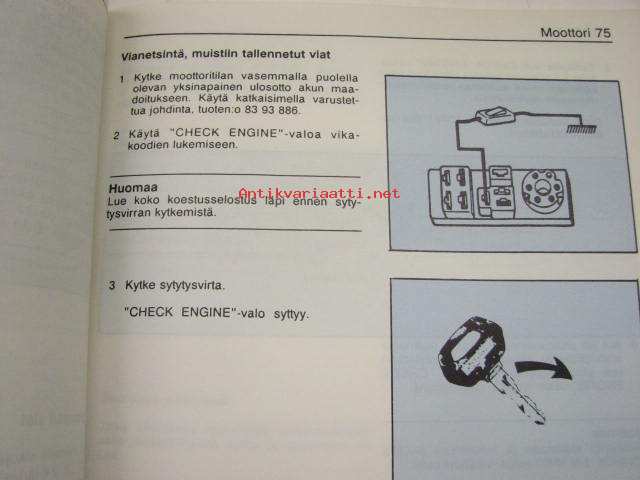 Moottori 75
Vianetsintä, muistiin tallennetut viat
1 Kytke moottoritilan vasemmalla puolella
olevan yksinapainen ulosotto akun maa-
doitukseen. Käytä katkaisimella varustet-
tua johdinta, tuoten:o 83 93 886.
2 Käytä "CHECK ENGINE"-valoa vika-
koodien lukemiseen.
Huomaa
Antikvariaatti.net
Lue koko koestusselostus läpi ennen syty-
tysvirran kytkemistä.
3 Kytke sytytysvirta.
"CHECK ENGINE"-valo syttyy.